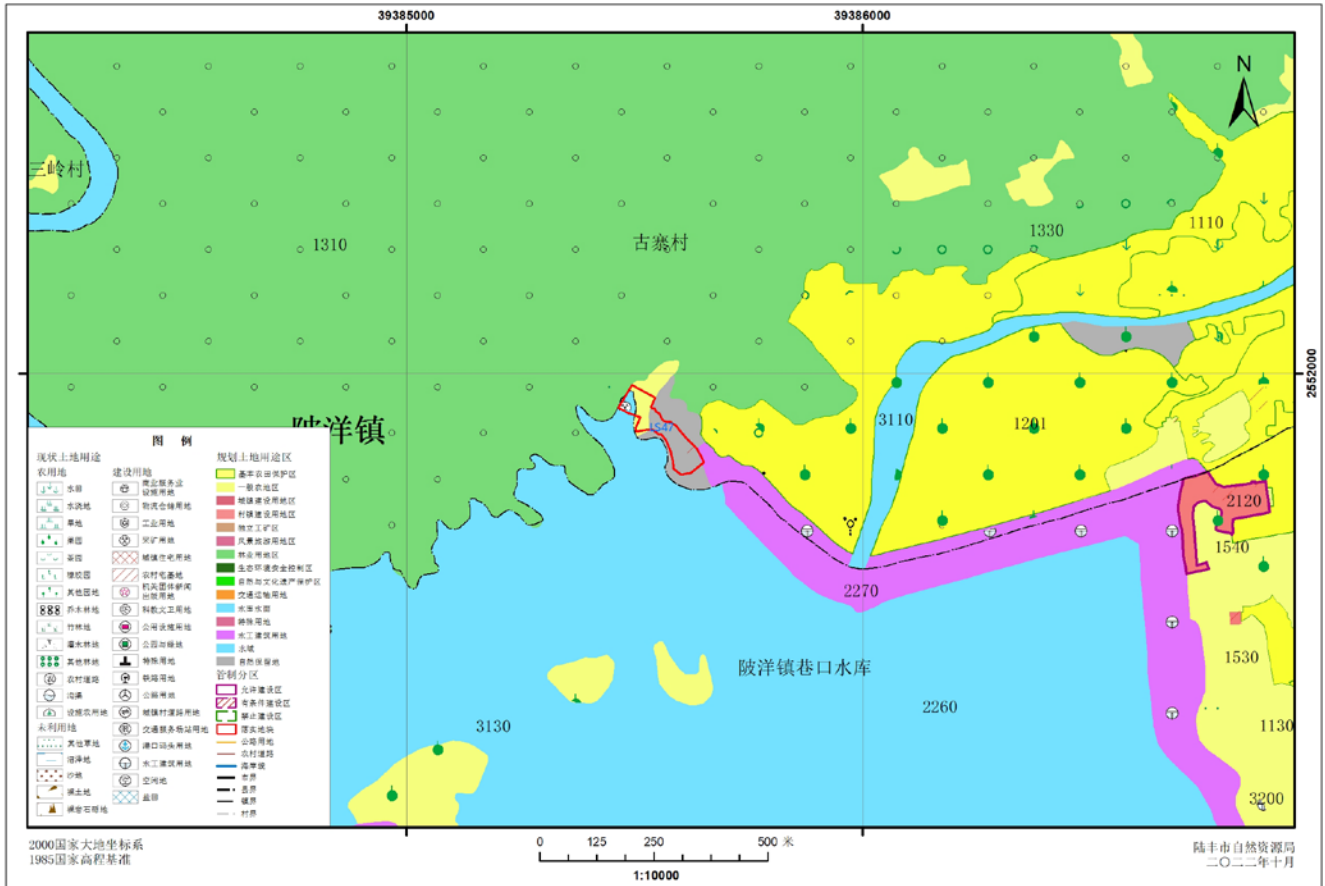 39385000
39386000
N
三岭村
1110
1330
古寨村
1310
2552000
陂洋镇
1547
3110
1201
2120
1540
2270
1530
陂洋镇巷口水库
2260
3130
1130
3200
图 例
现状土地用途
农用地
水田
水浇地
旱地
果园
茶园
橡胶园
其他园地
乔木林地
竹林地
灌木林地
其他林地
农村道路
沟渠
设施农用地
未利用地
其他草地
沼泽地
沙地
裸土地
裸岩石砾地
建设用地
商业服务业
设施用地
物流仓储用地
工业用地
采矿用地
城镇住宅用地
农村宅基地
机关团体新闻
出版用地
科教文卫用地
公用设施用地
公园与绿地
特殊用地
铁路用地
公路用地
城镇村道路用地
交通服务场站用地
港口码头用地
水工建筑用地
空闲地
盐田
规划土地用途区
基本农田保护区
一般农地区
城镇建设用地区
村镇建设用地区
独立工矿区
风景旅游用地区
林业用地区
生态环境安全控制区
自然与文化遗产保护区
交通运输用地
水库水面
特殊用地
水工建筑用地
水域
自然保留地
管制分区
允许建设区
有条件建设区
禁止建设区
落实地块
公路用地
农村道路
海岸线
市界
县界
镇界
村界
2000国家大地坐标系
1985国家高程基准
0 125 250 500 米
1:10000
陆丰市自然资源局
二〇二二年十月